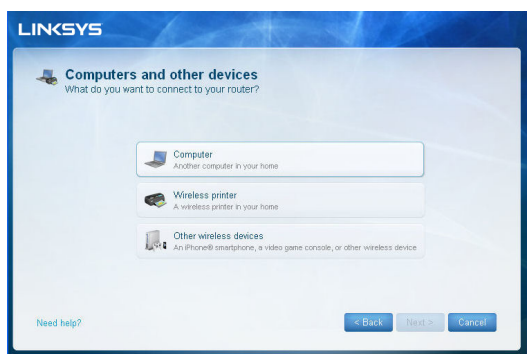 LINKSYS
Computers and other devices
What do you want to connect to your router?
Computer
Another computer in your home
Wireless printer
A wireless printer in your home
Other wireless devices
An iPhone® smartphone, a video game console, or other wireless device
Need help?
< Back Next > Cancel